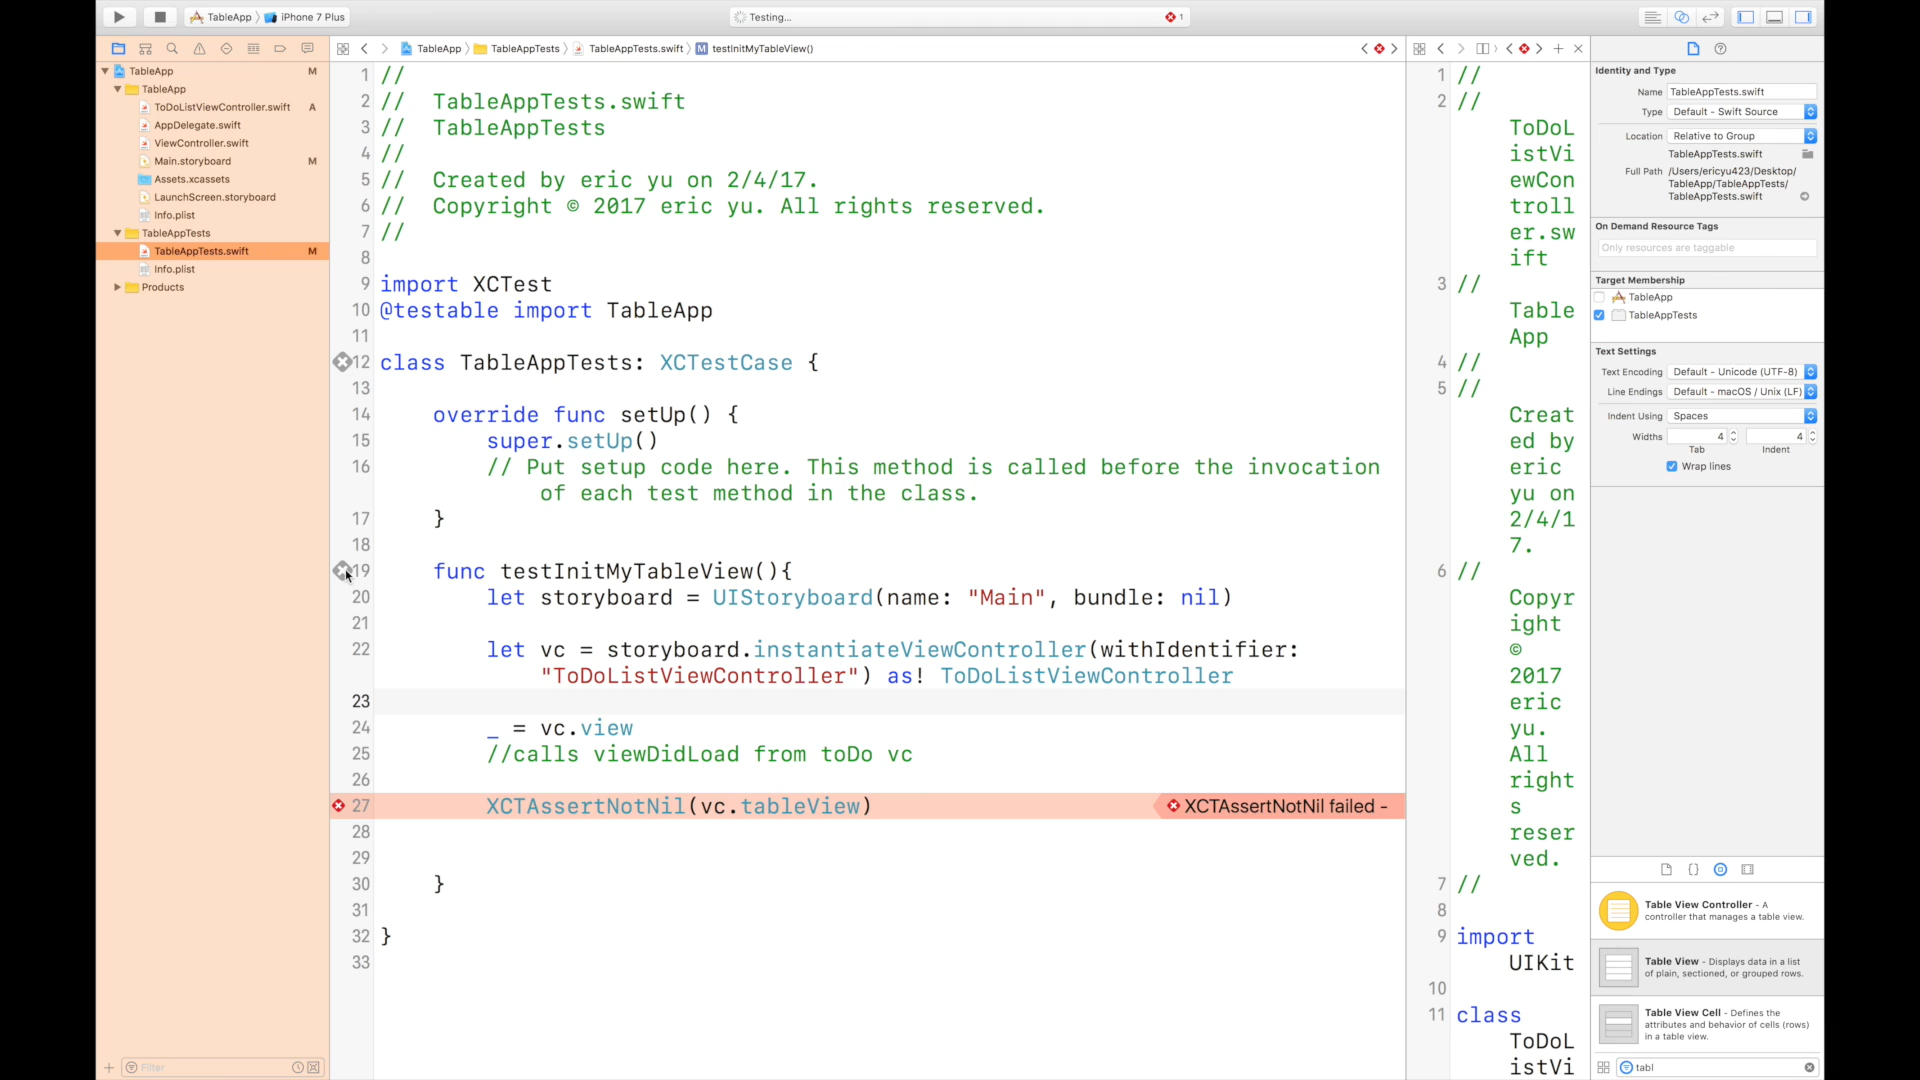 TableApp
iPhone 7 Plus
Testing...
1
TableApp
TableAppTests
TableAppTests.swift
M
testInitMyTableView()
TableApp
M
TableApp
ToDoListViewController.swift
A
AppDelegate.swift
ViewController.swift
Main.storyboard
M
Assets.xcassets
LaunchScreen.storyboard
Info.plist
TableAppTests
TableAppTests.swift
M
Info.plist
Products
Filter
1 //
2 // TableAppTests.swift
3 // TableAppTests
4 //
5 // Created by eric yu on 2/4/17.
6 // Copyright © 2017 eric yu. All rights reserved.
7 //
8
9 import XCTest
10 @testable import TableApp
11
12 class TableAppTests: XCTestCase {
13
14 override func setUp() {
15 super.setUp()
16 // Put setup code here. This method is called before the invocation
of each test method in the class.
17 }
18
19 func testInitMyTableView(){
20 let storyboard = UIStoryboard(name: "Main", bundle: nil)
21
22 let vc = storyboard.instantiateViewController(withIdentifier:
"ToDoListViewController") as! ToDoListViewController
23
24 _ = vc.view
25 //calls viewDidLoad from toDo vc
26
27 XCTAssertNotNil(vc.tableView)
XCTAssertNotNil failed -
28
29
30 }
31
32 }
33
1 //
2 //
ToDoL
istVi
ewCon
troll
er.sw
ift
3 //
Table
App
4 //
5 //
Creat
ed by
eric
yu on
2/4/1
7.
6 //
Copyr
ight
©
2017
eric
yu.
All
right
s
reser
ved.
7 //
8
9 import
UIKit
10
11 class
ToDoL
istVi
Identity and Type
Name TableAppTests.swift
Type Default - Swift Source
Location Relative to Group
TableAppTests.swift
Full Path /Users/ericyu423/Desktop/
TableApp/TableAppTests/
TableAppTests.swift
On Demand Resource Tags
Only resources are taggable
Target Membership
TableApp
TableAppTests
Text Settings
Text Encoding Default - Unicode (UTF-8)
Line Endings Default - macOS / Unix (LF)
Indent Using Spaces
Widths 4 4
Tab Indent
Wrap lines
{}
Table View Controller - A
controller that manages a table view.
Table View - Displays data in a list
of plain, sectioned, or grouped rows.
Table View Cell - Defines the
attributes and behavior of cells (rows)
in a table view.
tabl